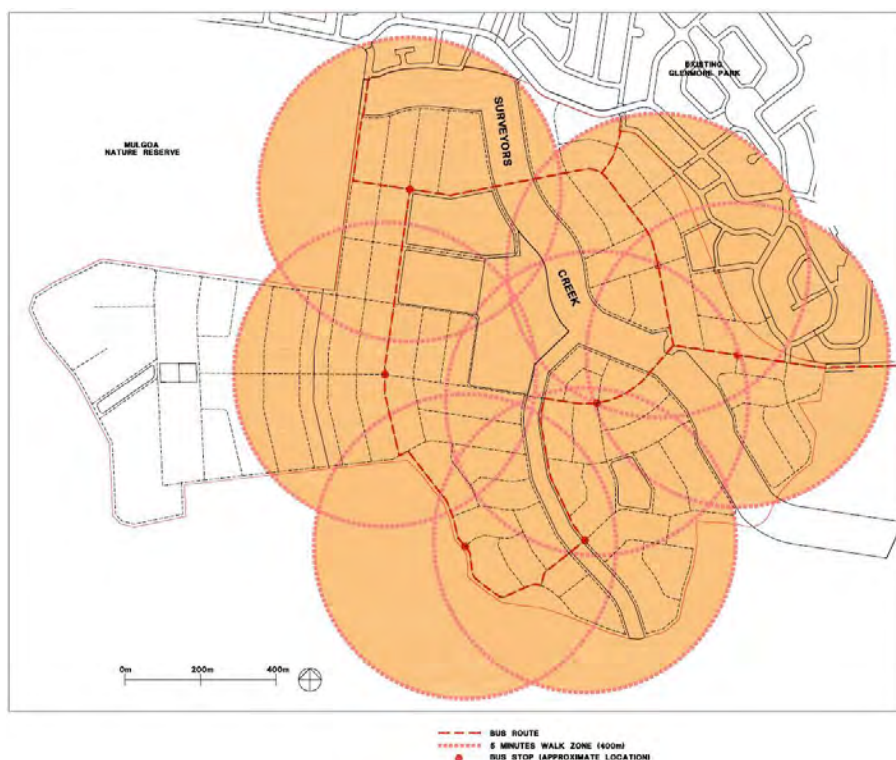 EXISTING
GLENMORE PARK
MULGOA
NATURE RESERVE
SURVEYORS
CREEK
0m 200m 400m
BUS ROUTE
5 MINUTES WALK ZONE (400m)
BUS STOP (APPROXIMATE LOCATION)